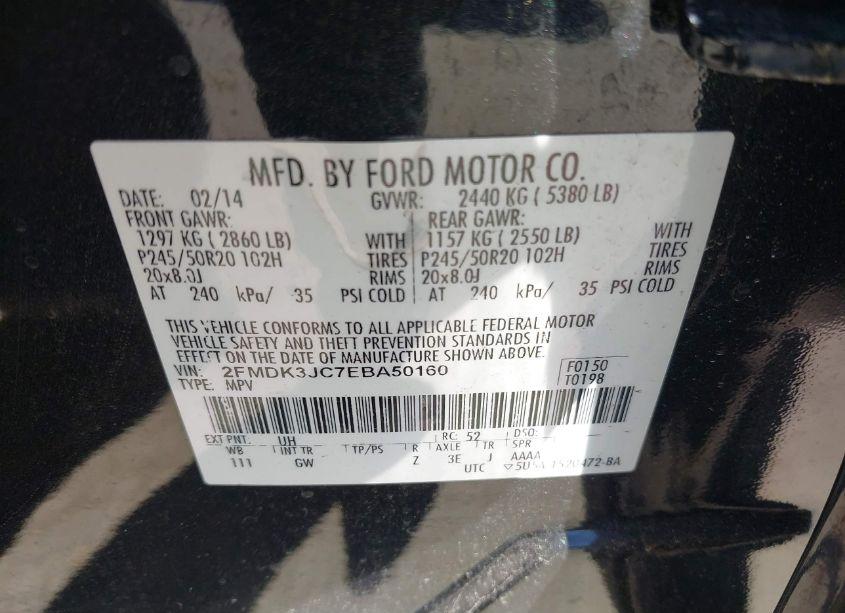 MFD. BY FORD MOTOR CO.
DATE: 02/14 GVWR: 2440 KG ( 5380 LB)
FRONT GAWR: REAR GAWR:
1297 KG ( 2860 LB) WITH 1157 KG ( 2550 LB) WITH
P245/50R20 102H TIRES P245/50R20 102H TIRES
20x8.0J RIMS 20x8.0J RIMS
AT 240 kPa/ 35 PSI COLD AT 240 kPa/ 35 PSI COLD
THIS VEHICLE CONFORMS TO ALL APPLICABLE FEDERAL MOTOR
VEHICLE SAFETY AND THEFT PREVENTION STANDARDS IN
EFFECT ON THE DATE OF MANUFACTURE SHOWN ABOVE.
VIN: 2FMDK3JC7EBA50160 F0150
TYPE: MPV T0198
EXT PNT: UH RC: 52 DSO:
WB INT TR TP/PS R AXLE TR SPR
111 GW Z 3E J AAAA
UTC